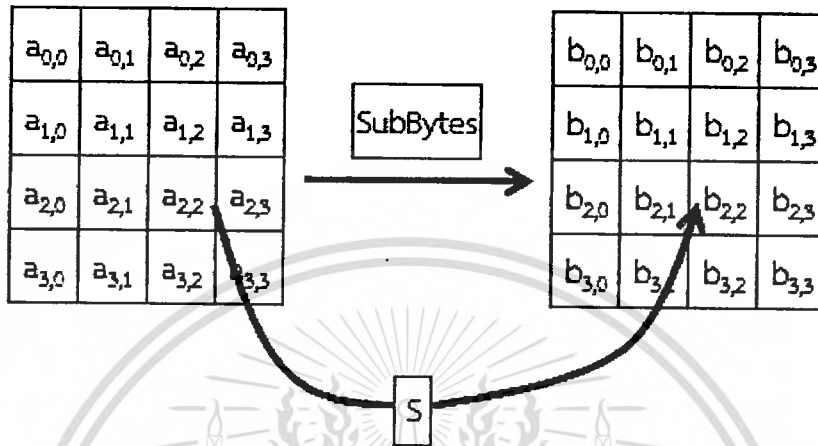 a0,0 a0,1 a0,2 a0,3 b0,0 b0,1 b0,2 b0,3
SubBytes
a1,0 a1,1 a1,2 a1,3 b1,0 b1,1 b1,2 b1,3
a2,0 a2,1 a2,2 a2,3 b2,0 b2,1 b2,2 b2,3
a3,0 a3,1 a3,2 a3,3 b3,0 b3,2 b3,3
S